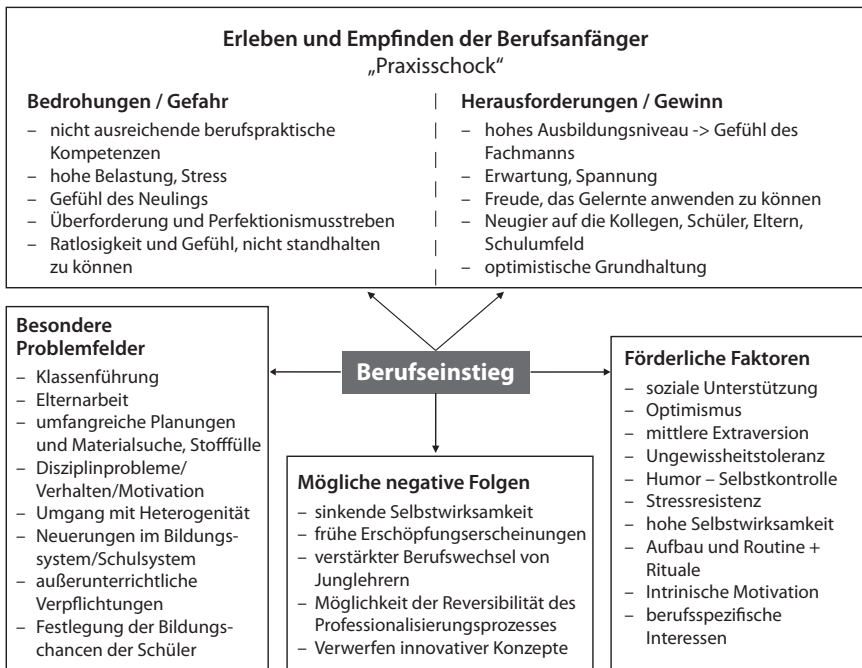 Erleben und Empfinden der Berufsanfänger
„Praxisschock“
Bedrohungen / Gefahr
– nicht ausreichende berufspraktische
Kompetenzen
– hohe Belastung, Stress
– Gefühl des Neulings
– Überforderung und Perfektionismusstreben
– Ratlosigkeit und Gefühl, nicht standhalten
zu können
Herausforderungen / Gewinn
– hohes Ausbildungsniveau -> Gefühl des
Fachmanns
– Erwartung, Spannung
– Freude, das Gelernte anwenden zu können
– Neugier auf die Kollegen, Schüler, Eltern,
Schulumfeld
– optimistische Grundhaltung
Besondere
Problemfelder
– Klassenführung
– Elternarbeit
– umfangreiche Planungen
und Materialsuche, Stofffülle
– Disziplinprobleme/
Verhalten/Motivation
– Umgang mit Heterogenität
– Neuerungen im Bildungs-
system/Schulsystem
– außerunterrichtliche
Verpflichtungen
– Festlegung der Bildungs-
chancen der Schüler
Berufseinstieg
Mögliche negative Folgen
– sinkende Selbstwirksamkeit
– frühe Erschöpfungserscheinungen
– verstärkter Berufswechsel von
Junglehrern
– Möglichkeit der Reversibilität des
Professionalisierungsprozesses
– Verwerfen innovativer Konzepte
Förderliche Faktoren
– soziale Unterstützung
– Optimismus
– mittlere Extraversion
– Ungewissheitstoleranz
– Humor – Selbstkontrolle
– Stressresistenz
– hohe Selbstwirksamkeit
– Aufbau und Routine +
Rituale
– Intrinische Motivation
– berufsspezifische
Interessen